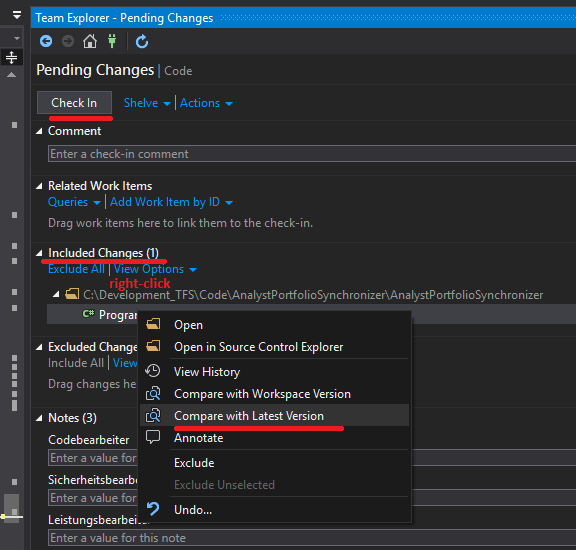 Team Explorer - Pending Changes
Pending Changes | Code
Check In Shelve Actions
Comment
Enter a check-in comment
Related Work Items
Queries | Add Work Item by ID
Drag work items here to link them to the check-in.
Included Changes (1)
Exclude All | View Options
right-click
C:\Development_TFS\Code\AnalystPortfolioSynchronizer\AnalystPortfolioSynchronizer
C# Program
Open
Open in Source Control Explorer
View History
Compare with Workspace Version
Compare with Latest Version
Annotate
Exclude
Exclude Unselected
Undo...
Excluded Change
Include All | View
Drag changes he
Notes (3)
Codebearbeiter
Enter a value for
Sicherheitsbearbe
Enter a value for
Leistungsbearbeiter
Enter a value for this note